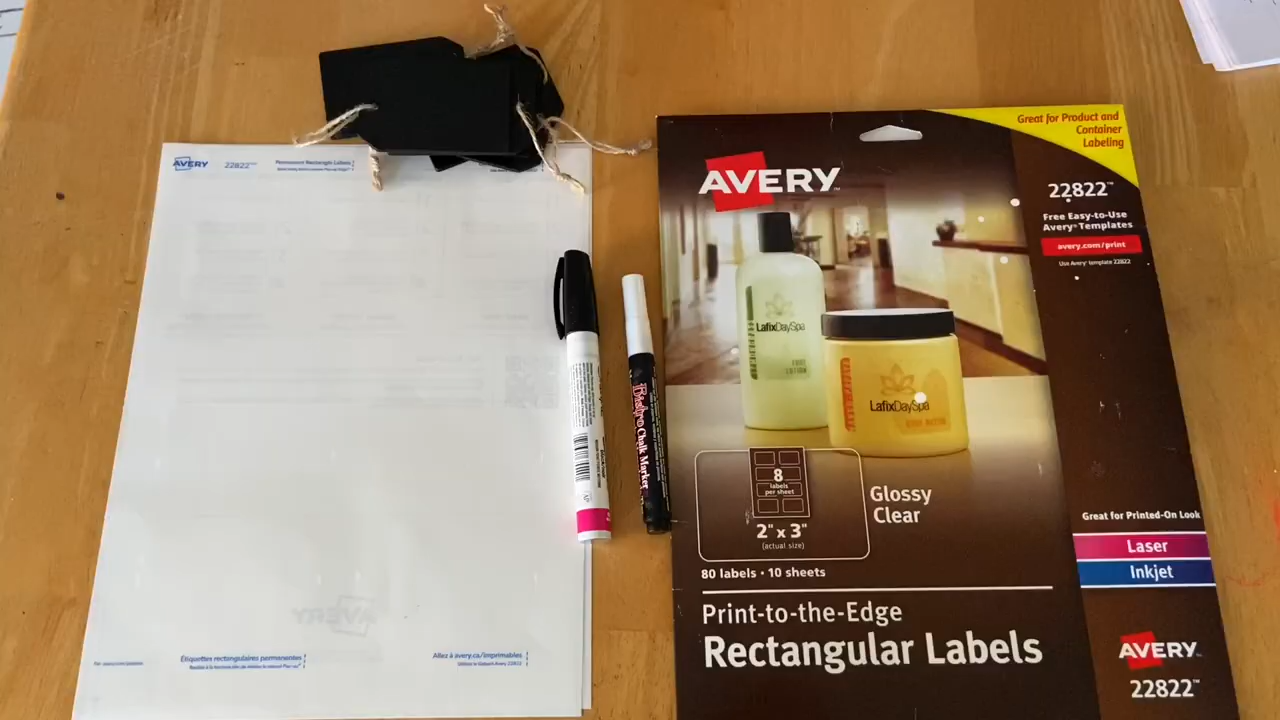 AVERY 22822
Permanent Rectangle Labels
AVERY
Étiquettes rectangulaires permanentes
Allez à avery.ca/imprimables
Bistro Chalk Marker
Great for Product and
Container
Labeling
AVERY
22822™
Free Easy-to-Use
Avery® Templates
avery.com/print
Use Avery® template 22822
LafixDaySpa
LafixDaySpa
8
labels
per sheet
2" x 3"
(actual size)
Glossy
Clear
80 labels • 10 sheets
Great for Printed-On Look
Laser
Inkjet
Print-to-the-Edge
Rectangular Labels
AVERY
22822™